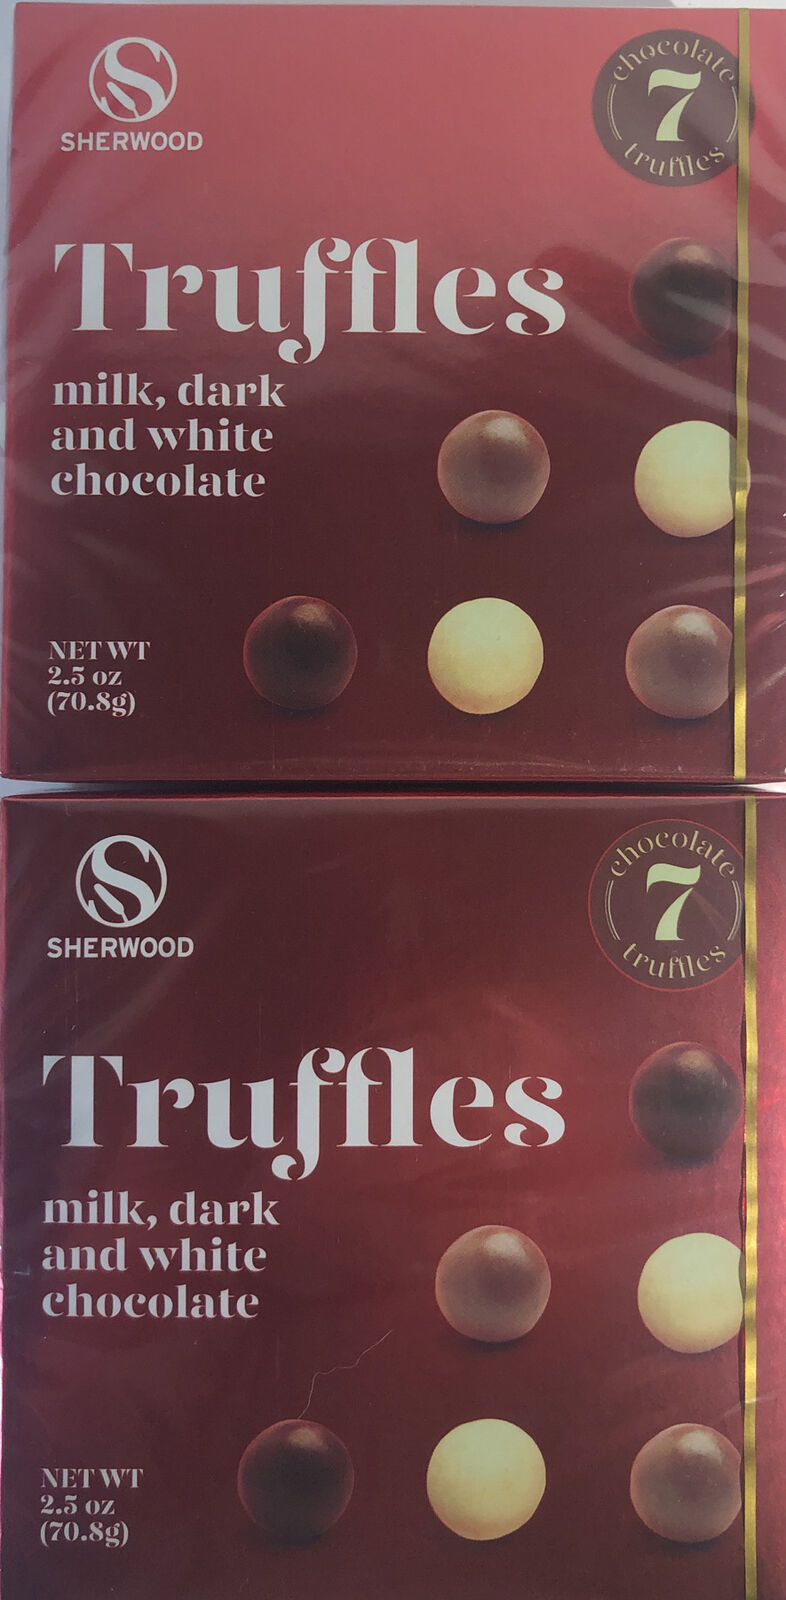 SHERWOOD
chocolate
7
truffles
Truffles
milk, dark
and white
chocolate
NET WT
2.5 oz
(70.8g)
SHERWOOD
chocolate
7
truffles
Truffles
milk, dark
and white
chocolate
NET WT
2.5 oz
(70.8g)